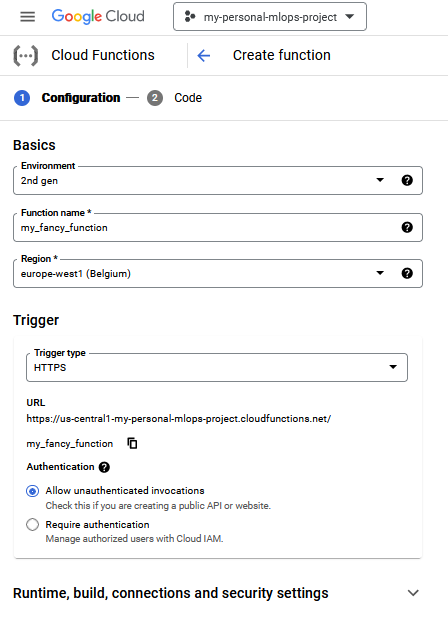 Google Cloud
my-personal-mlops-project
Cloud Functions
Create function
1 Configuration — 2 Code
Basics
Environment
2nd gen
Function name *
my_fancy_function
Region *
europe-west1 (Belgium)
Trigger
Trigger type
HTTPS
URL
https://us-central1-my-personal-mlops-project.cloudfunctions.net/
my_fancy_function
Authentication
Allow unauthenticated invocations
Check this if you are creating a public API or website.
Require authentication
Manage authorized users with Cloud IAM.
Runtime, build, connections and security settings